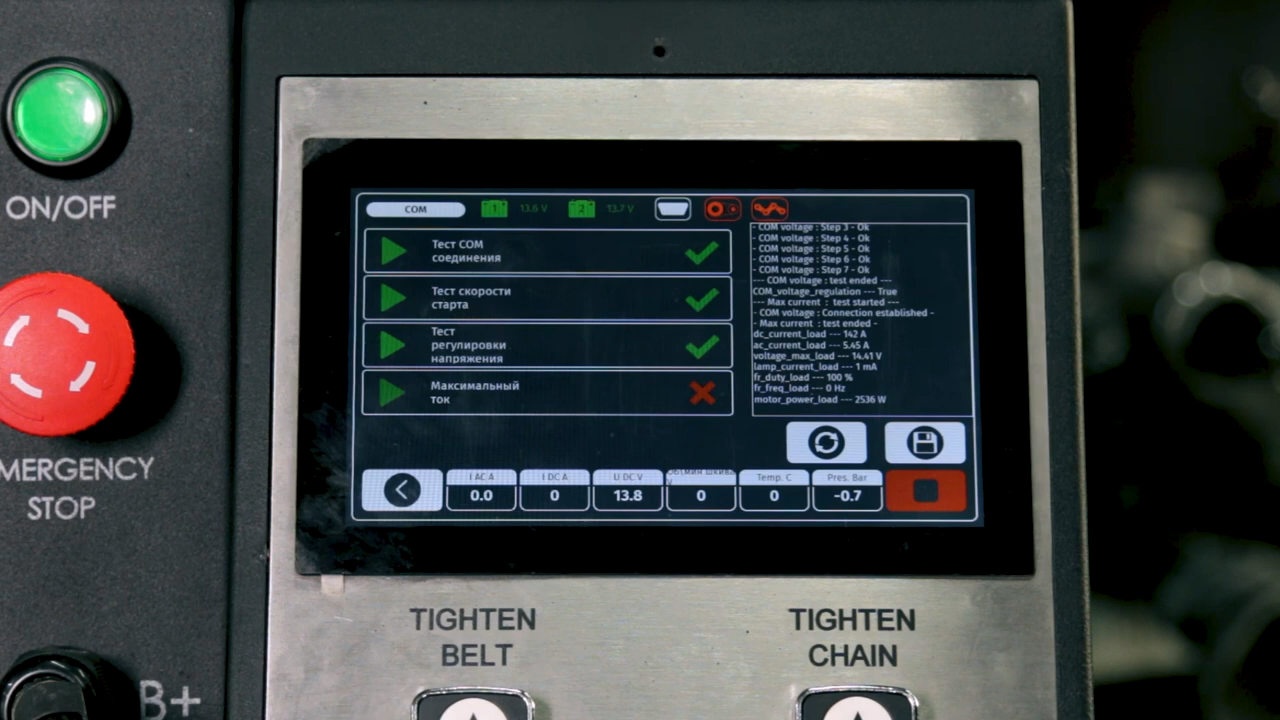 ON/OFF
MERGENCY
STOP
B+
COM
1
13.6 V
2
13.7 V
Тест COM
соединения
Тест скорости
старта
Тест
регулировки
напряжения
Максимальный
ток
- COM voltage : Step 3 - Ok
- COM voltage : Step 4 - Ok
- COM voltage : Step 5 - Ok
- COM voltage : Step 6 - Ok
- COM voltage : Step 7 - Ok
--- COM voltage : test ended ---
COM_voltage_regulation --- True
--- Max current : test started ---
- COM voltage : Connection established -
- Max current : test ended -
dc_current_load --- 142 A
ac_current_load --- 5.45 A
voltage_max_load --- 14.41 V
lamp_current_load --- 1 mA
fr_duty_load --- 100 %
fr_freq_load --- 0 Hz
motor_power_load --- 2536 W
I AC A
0.0
I DC A
0
U DC V
13.8
Об\мин шкива
0
Temp. C
0
Pres. Bar
-0.7
TIGHTEN
BELT
TIGHTEN
CHAIN